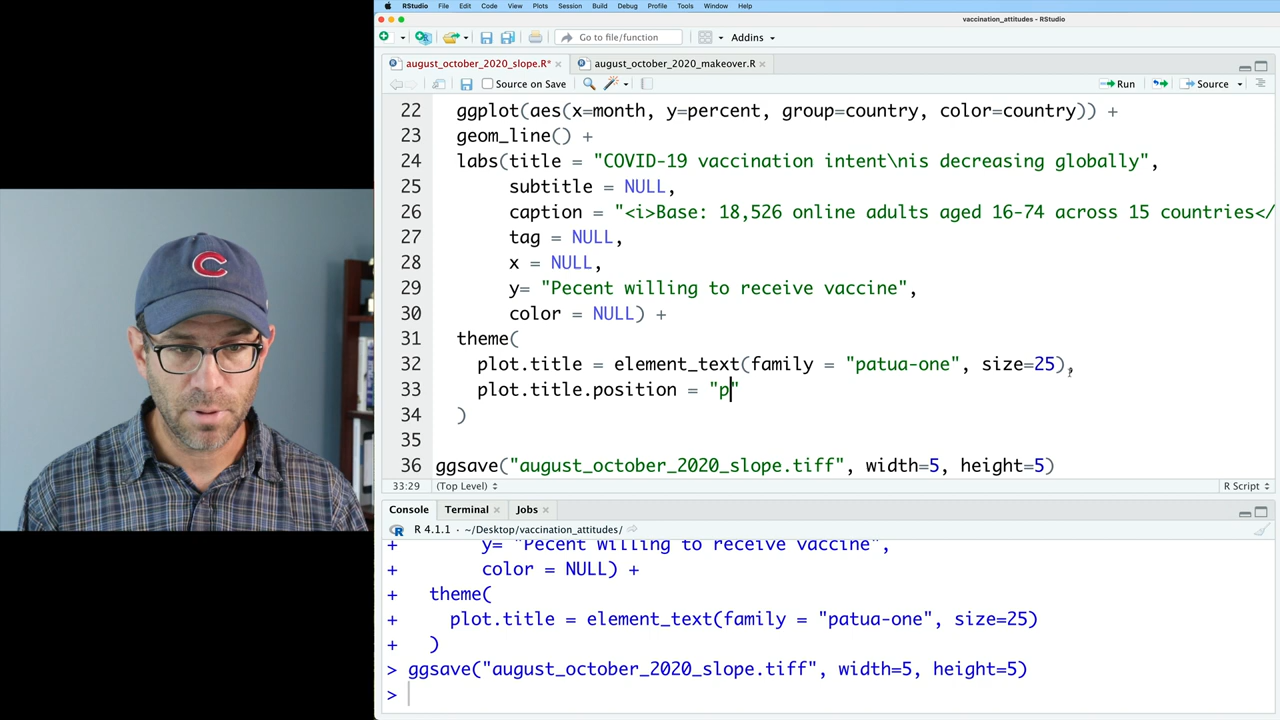 RStudio File Edit Code View Plots Session Build Debug Profile Tools Window Help
vaccination_attitudes - RStudio
Go to file/function Addins
august_october_2020_slope.R* august_october_2020_makeover.R
Source on Save Run Source
22 ggplot(aes(x=month, y=percent, group=country, color=country)) +
23 geom_line() +
24 labs(title = "COVID-19 vaccination intent\nis decreasing globally",
25 subtitle = NULL,
26 caption = "<i>Base: 18,526 online adults aged 16-74 across 15 countries</
27 tag = NULL,
28 x = NULL,
29 y= "Pecent willing to receive vaccine",
30 color = NULL) +
31 theme(
32 plot.title = element_text(family = "patua-one", size=25),
33 plot.title.position = "p"
34 )
35
36 ggsave("august_october_2020_slope.tiff", width=5, height=5)
33:29 (Top Level) R Script
Console Terminal Jobs
R 4.1.1 · ~/Desktop/vaccination_attitudes/
+ y= "Pecent willing to receive vaccine",
+ color = NULL) +
+ theme(
+ plot.title = element_text(family = "patua-one", size=25)
+ )
> ggsave("august_october_2020_slope.tiff", width=5, height=5)
>
C